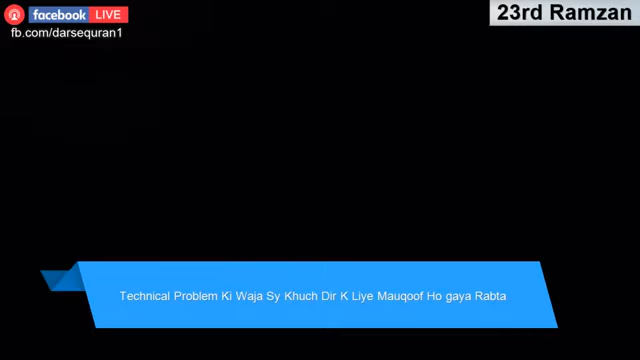 facebook LIVE
23rd Ramzan
fb.com/darsequran1
Technical Problem Ki Waja Sy Khuch Dir K Liye Mauqoof Ho gaya Rabta